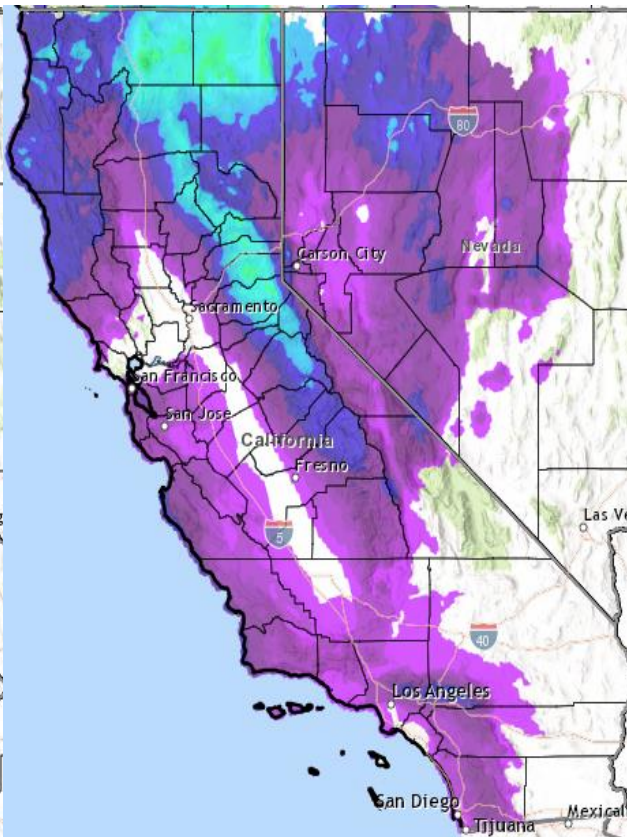 80
Nevada
Carson City
Sacramento
San Francisco
San Jose
California
Fresno
5
Las Ve
40
Los Angeles
San Diego
Mexical
Tijuana